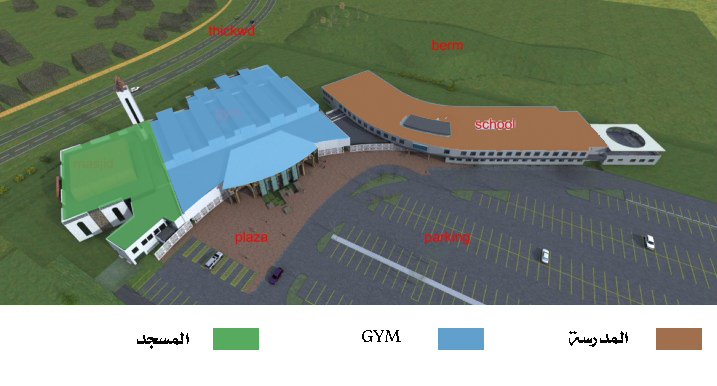 thickwd
berm
school
plaza
parking
المسجد
GYM
المدرسة